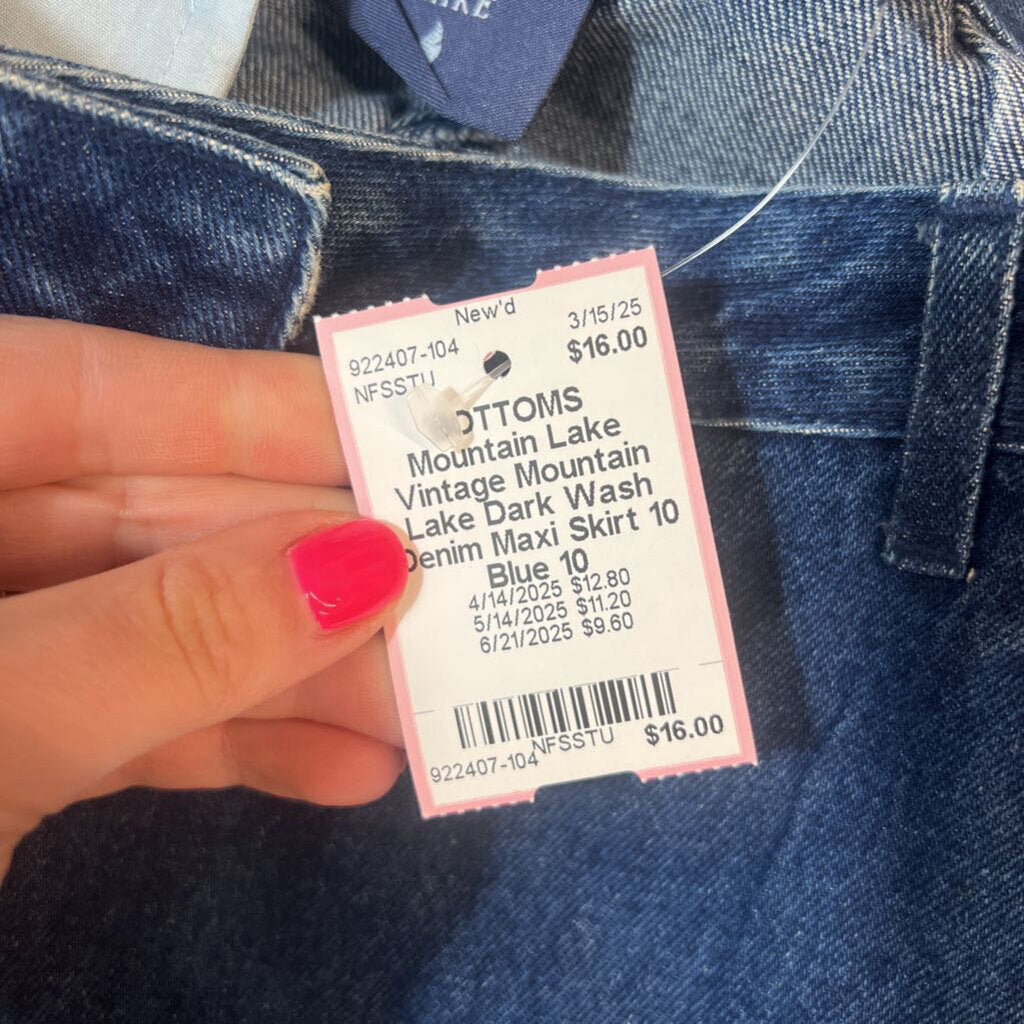 New'd
3/15/25
922407-104
$16.00
NFSSTU
OTTOMS
Mountain Lake
Vintage Mountain
Lake Dark Wash
Denim Maxi Skirt 10
Blue 10
4/14/2025 $12.80
5/14/2025 $11.20
6/21/2025 $9.60
NFSSTU
$16.00
922407-104